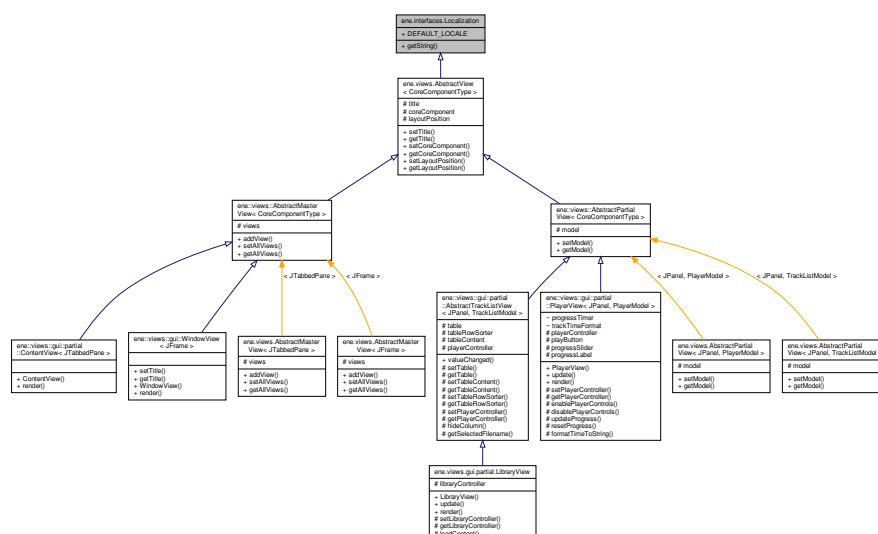 ene.interfaces.Localization
+ DEFAULT_LOCALE
+ getString()
ene.views.AbstractView
< CoreComponentType >
# title
# coreComponent
# layoutPosition
+ setTitle()
+ getTitle()
+ setCoreComponent()
+ getCoreComponent()
+ setLayoutPosition()
+ getLayoutPosition()
ene::views::AbstractMaster
View< CoreComponentType >
# views
+ addView()
+ setAllViews()
+ getAllViews()
ene::views::AbstractPartial
View< CoreComponentType >
# model
+ setModel()
+ getModel()
< JTabbedPane >
< JFrame >
< JPanel, PlayerModel >
< JPanel, TrackListModel >
ene::views::gui::partial
::ContentView< JTabbedPane >
+ ContentView()
+ render()
ene::views::gui::WindowView
< JFrame >
+ setTitle()
+ getTitle()
+ WindowView()
+ render()
ene.views.AbstractMaster
View< JTabbedPane >
# views
+ addView()
+ setAllViews()
+ getAllViews()
ene.views.AbstractMaster
View< JFrame >
# views
+ addView()
+ setAllViews()
+ getAllViews()
ene::views::gui::partial
::AbstractTrackListView
< JPanel, TrackListModel >
# table
# tableRowSorter
# tableContent
# playerController
+ valueChanged()
# setTable()
# getTable()
# setTableContent()
# getTableContent()
# setTableRowSorter()
# getTableRowSorter()
# setPlayerController()
# getPlayerController()
# hideColumn()
# getSelectedFilename()
ene::views::gui::partial
::PlayerView< JPanel, PlayerModel >
~ progressTimer
~ trackTimeFormat
# playerController
# playButton
# progressSlider
# progressLabel
+ PlayerView()
+ update()
+ render()
# setPlayerController()
# getPlayerController()
# enablePlayerControls()
# disablePlayerControls()
# updateProgress()
# resetProgress()
# formatTimeToString()
ene.views.AbstractPartial
View< JPanel, PlayerModel >
# model
+ setModel()
+ getModel()
ene.views.AbstractPartial
View< JPanel, TrackListModel
# model
+ setModel()
+ getModel()
ene.views.gui.partial.LibraryView
# libraryController
+ LibraryView()
+ update()
+ render()
# setLibraryController()
# getLibraryController()
# loadContent()